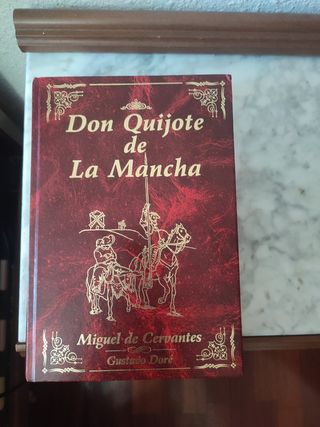 Don Quijote
de
La Mancha
Miguel de Cervantes
Gustavo Doré